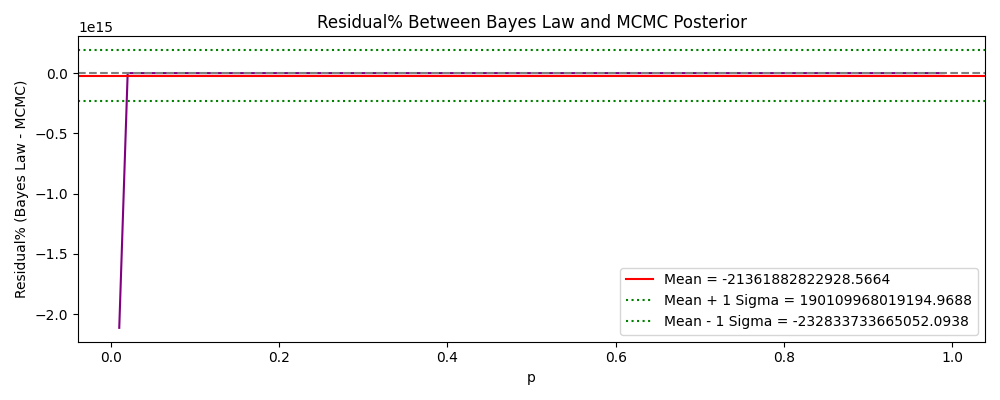 Residual% Between Bayes Law and MCMC Posterior
1e15
Residual% (Bayes Law - MCMC)
0.0
−0.5
−1.0
−1.5
−2.0
Mean = -21361882822928.5664
Mean + 1 Sigma = 190109968019194.9688
Mean - 1 Sigma = -232833733665052.0938
0.0 0.2 0.4 0.6 0.8 1.0
p